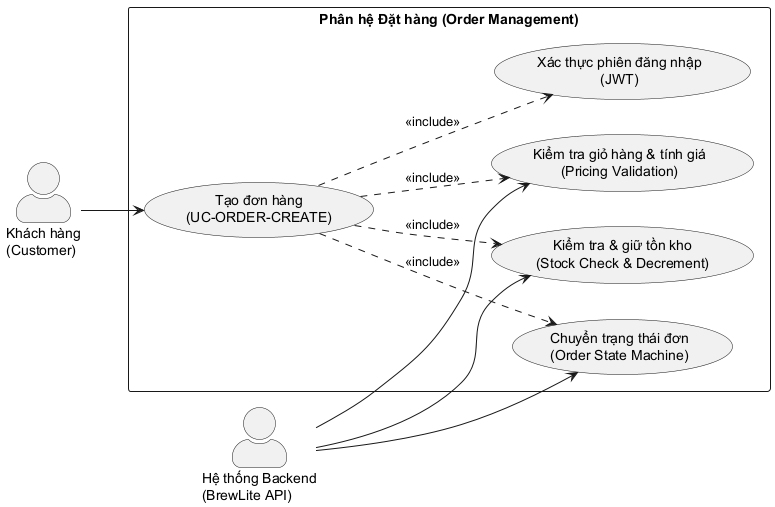 Phân hệ Đặt hàng (Order Management)
Xác thực phiên đăng nhập
(JWT)
«include»
Kiểm tra giỏ hàng & tính giá
(Pricing Validation)
«include»
Tạo đơn hàng
(UC-ORDER-CREATE)
Khách hàng
(Customer)
«include»
Kiểm tra & giữ tồn kho
(Stock Check & Decrement)
«include»
Chuyển trạng thái đơn
(Order State Machine)
Hệ thống Backend
(BrewLite API)